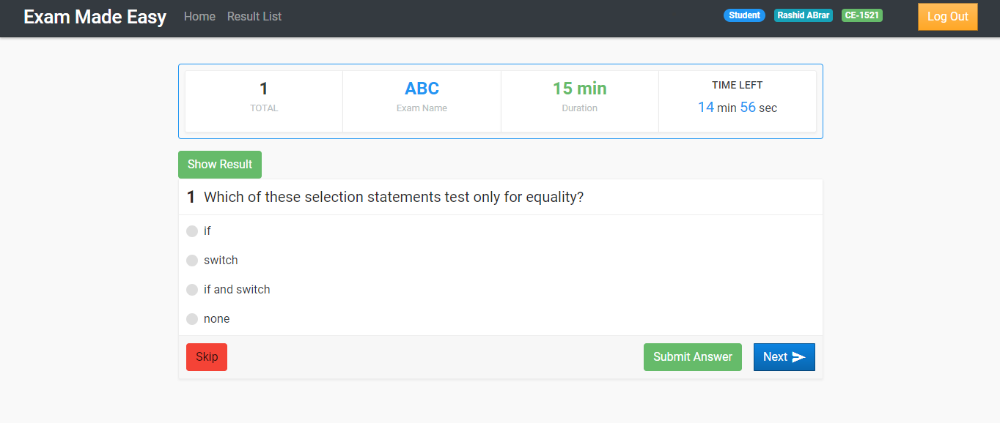 Exam Made Easy Home Result List Student Rashid ABrar CE-1521 Log Out
1 ABC 15 min TIME LEFT
TOTAL Exam Name Duration 14 min 56 sec
Show Result
1 Which of these selection statements test only for equality?
if
switch
if and switch
none
Skip Submit Answer Next